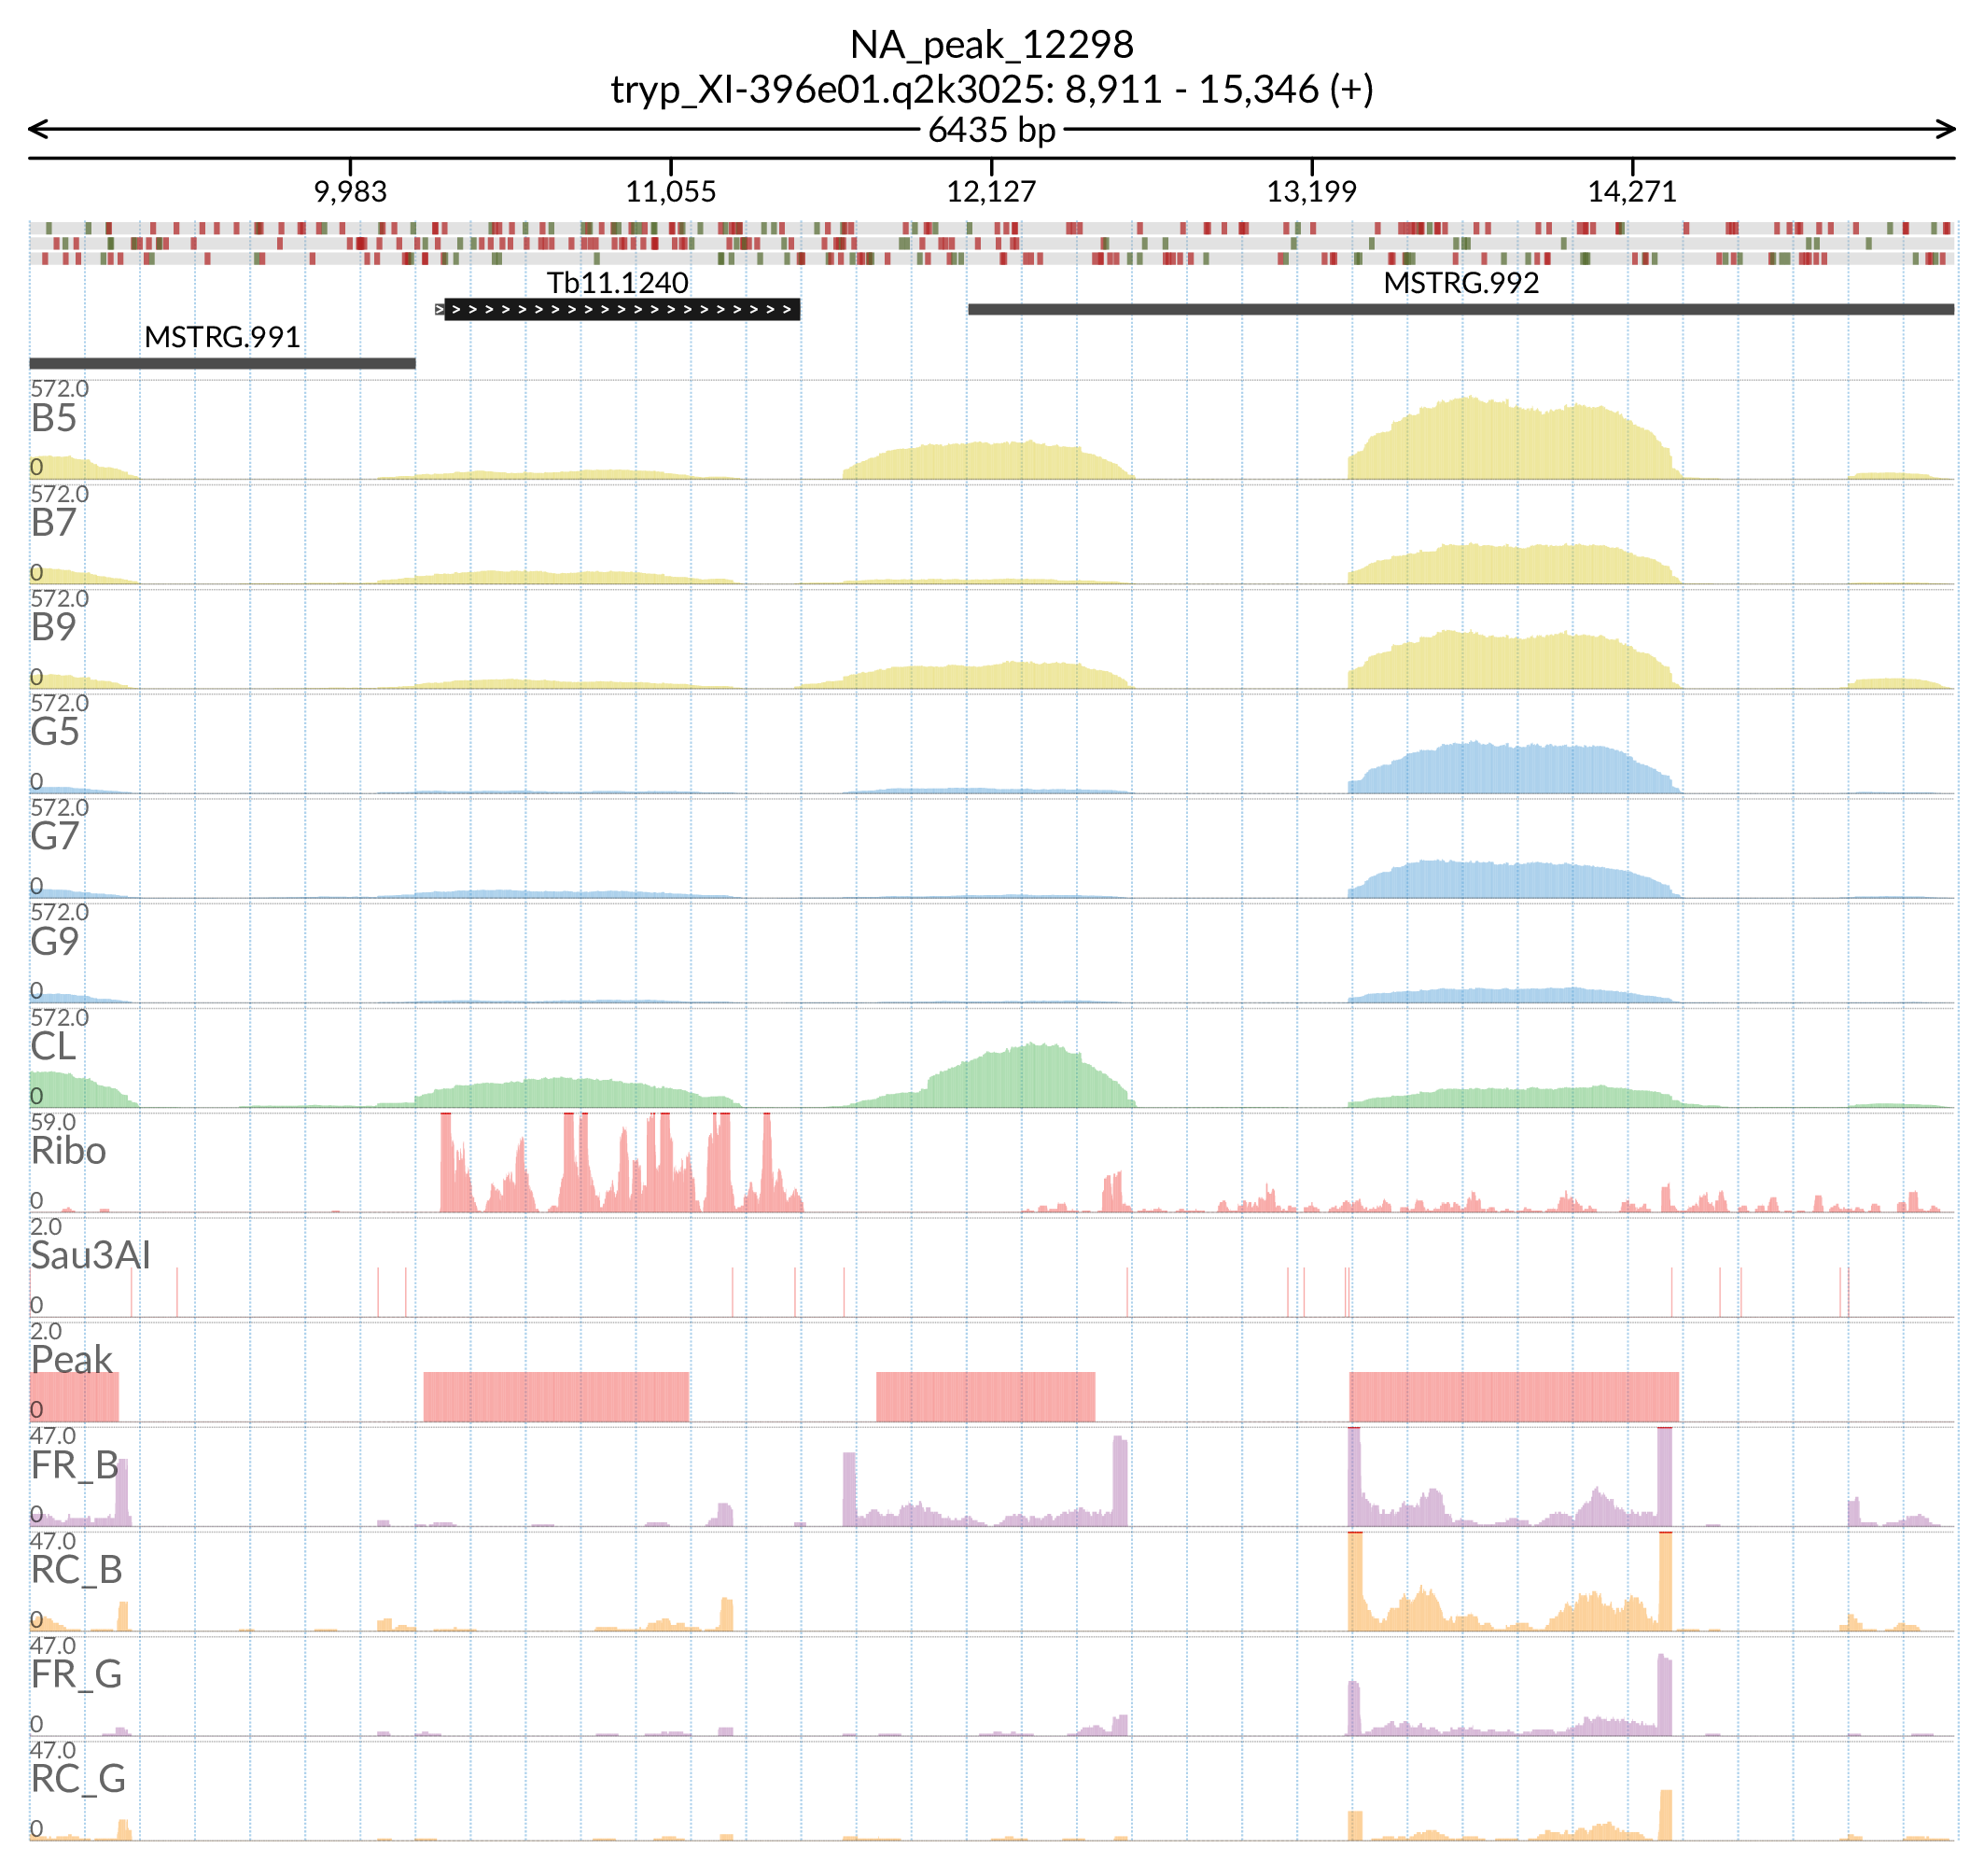 NA_peak_12298
tryp_XI-396e01.q2k3025: 8,911 - 15,346 (+)
6435 bp
9,983 11,055 12,127 13,199 14,271
Tb11.1240 MSTRG.992
> > > > > > > > > > > > > > > > > > > > > >
MSTRG.991
572.0
B5
0
572.0
B7
0
572.0
B9
0
572.0
G5
0
572.0
G7
0
572.0
G9
0
572.0
CL
0
59.0
Ribo
0
2.0
Sau3AI
0
2.0
Peak
0
47.0
FR_B
0
47.0
RC_B
0
47.0
FR_G
0
47.0
RC_G
0